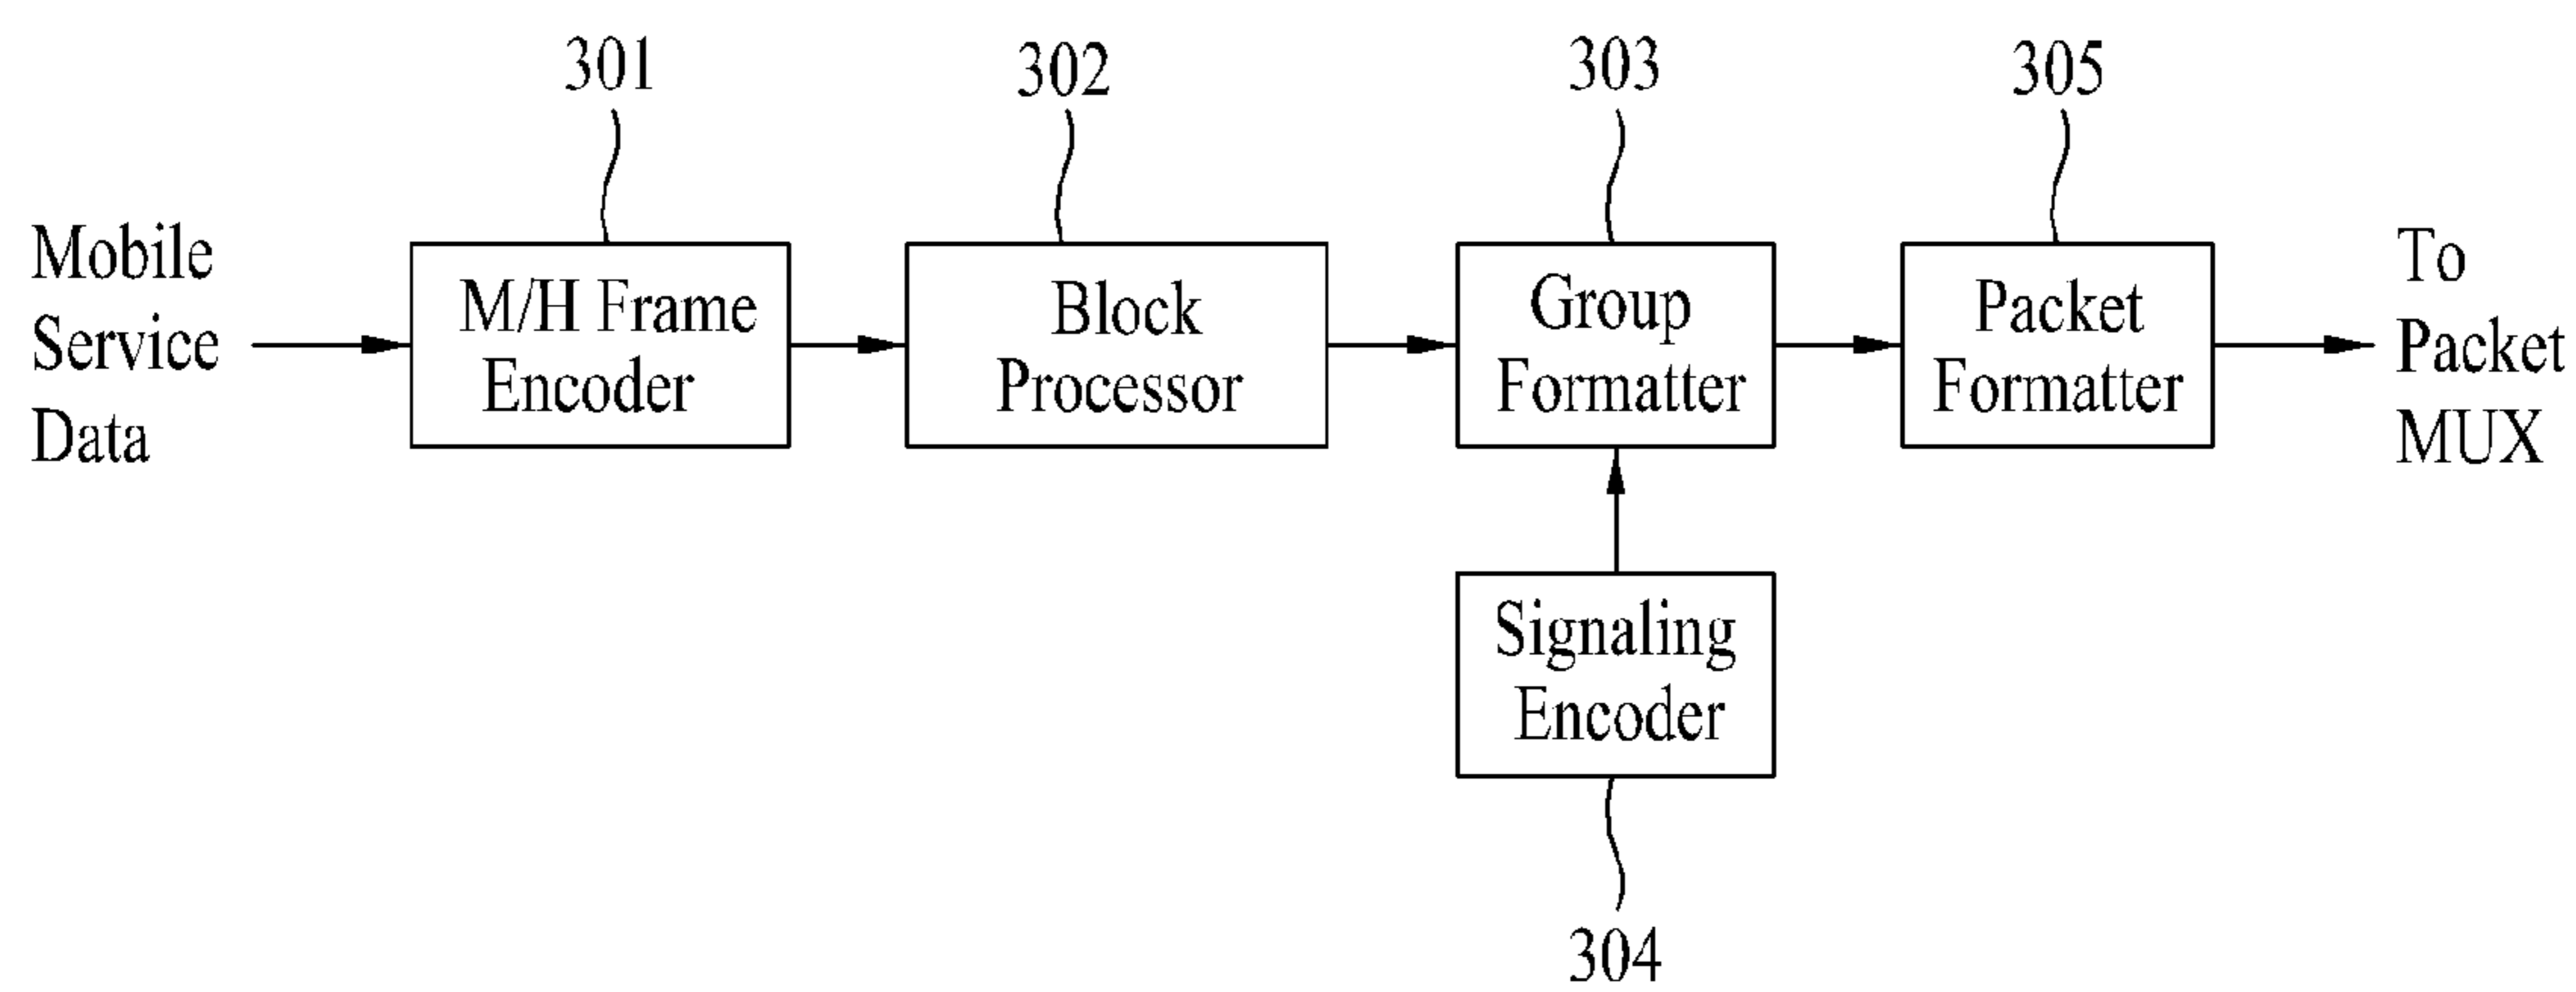 301
302
303
305
Mobile
Service
Data
M/H Frame
Encoder
Block
Processor
Group
Formatter
Packet
Formatter
To
Packet
MUX
Signaling
Encoder
304